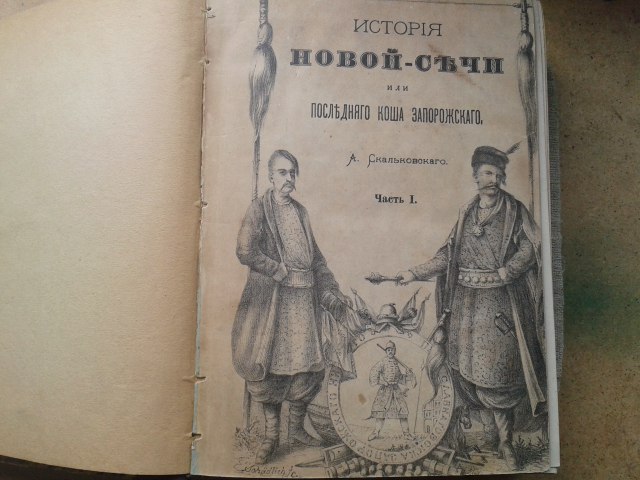 ИСТОРІЯ
НОВОЙ-СѢЧИ
ИЛИ
ПОСЛѢДНЯГО КОША ЗАПОРОЖСКАГО.
А. Скальковскаго.
Часть I.